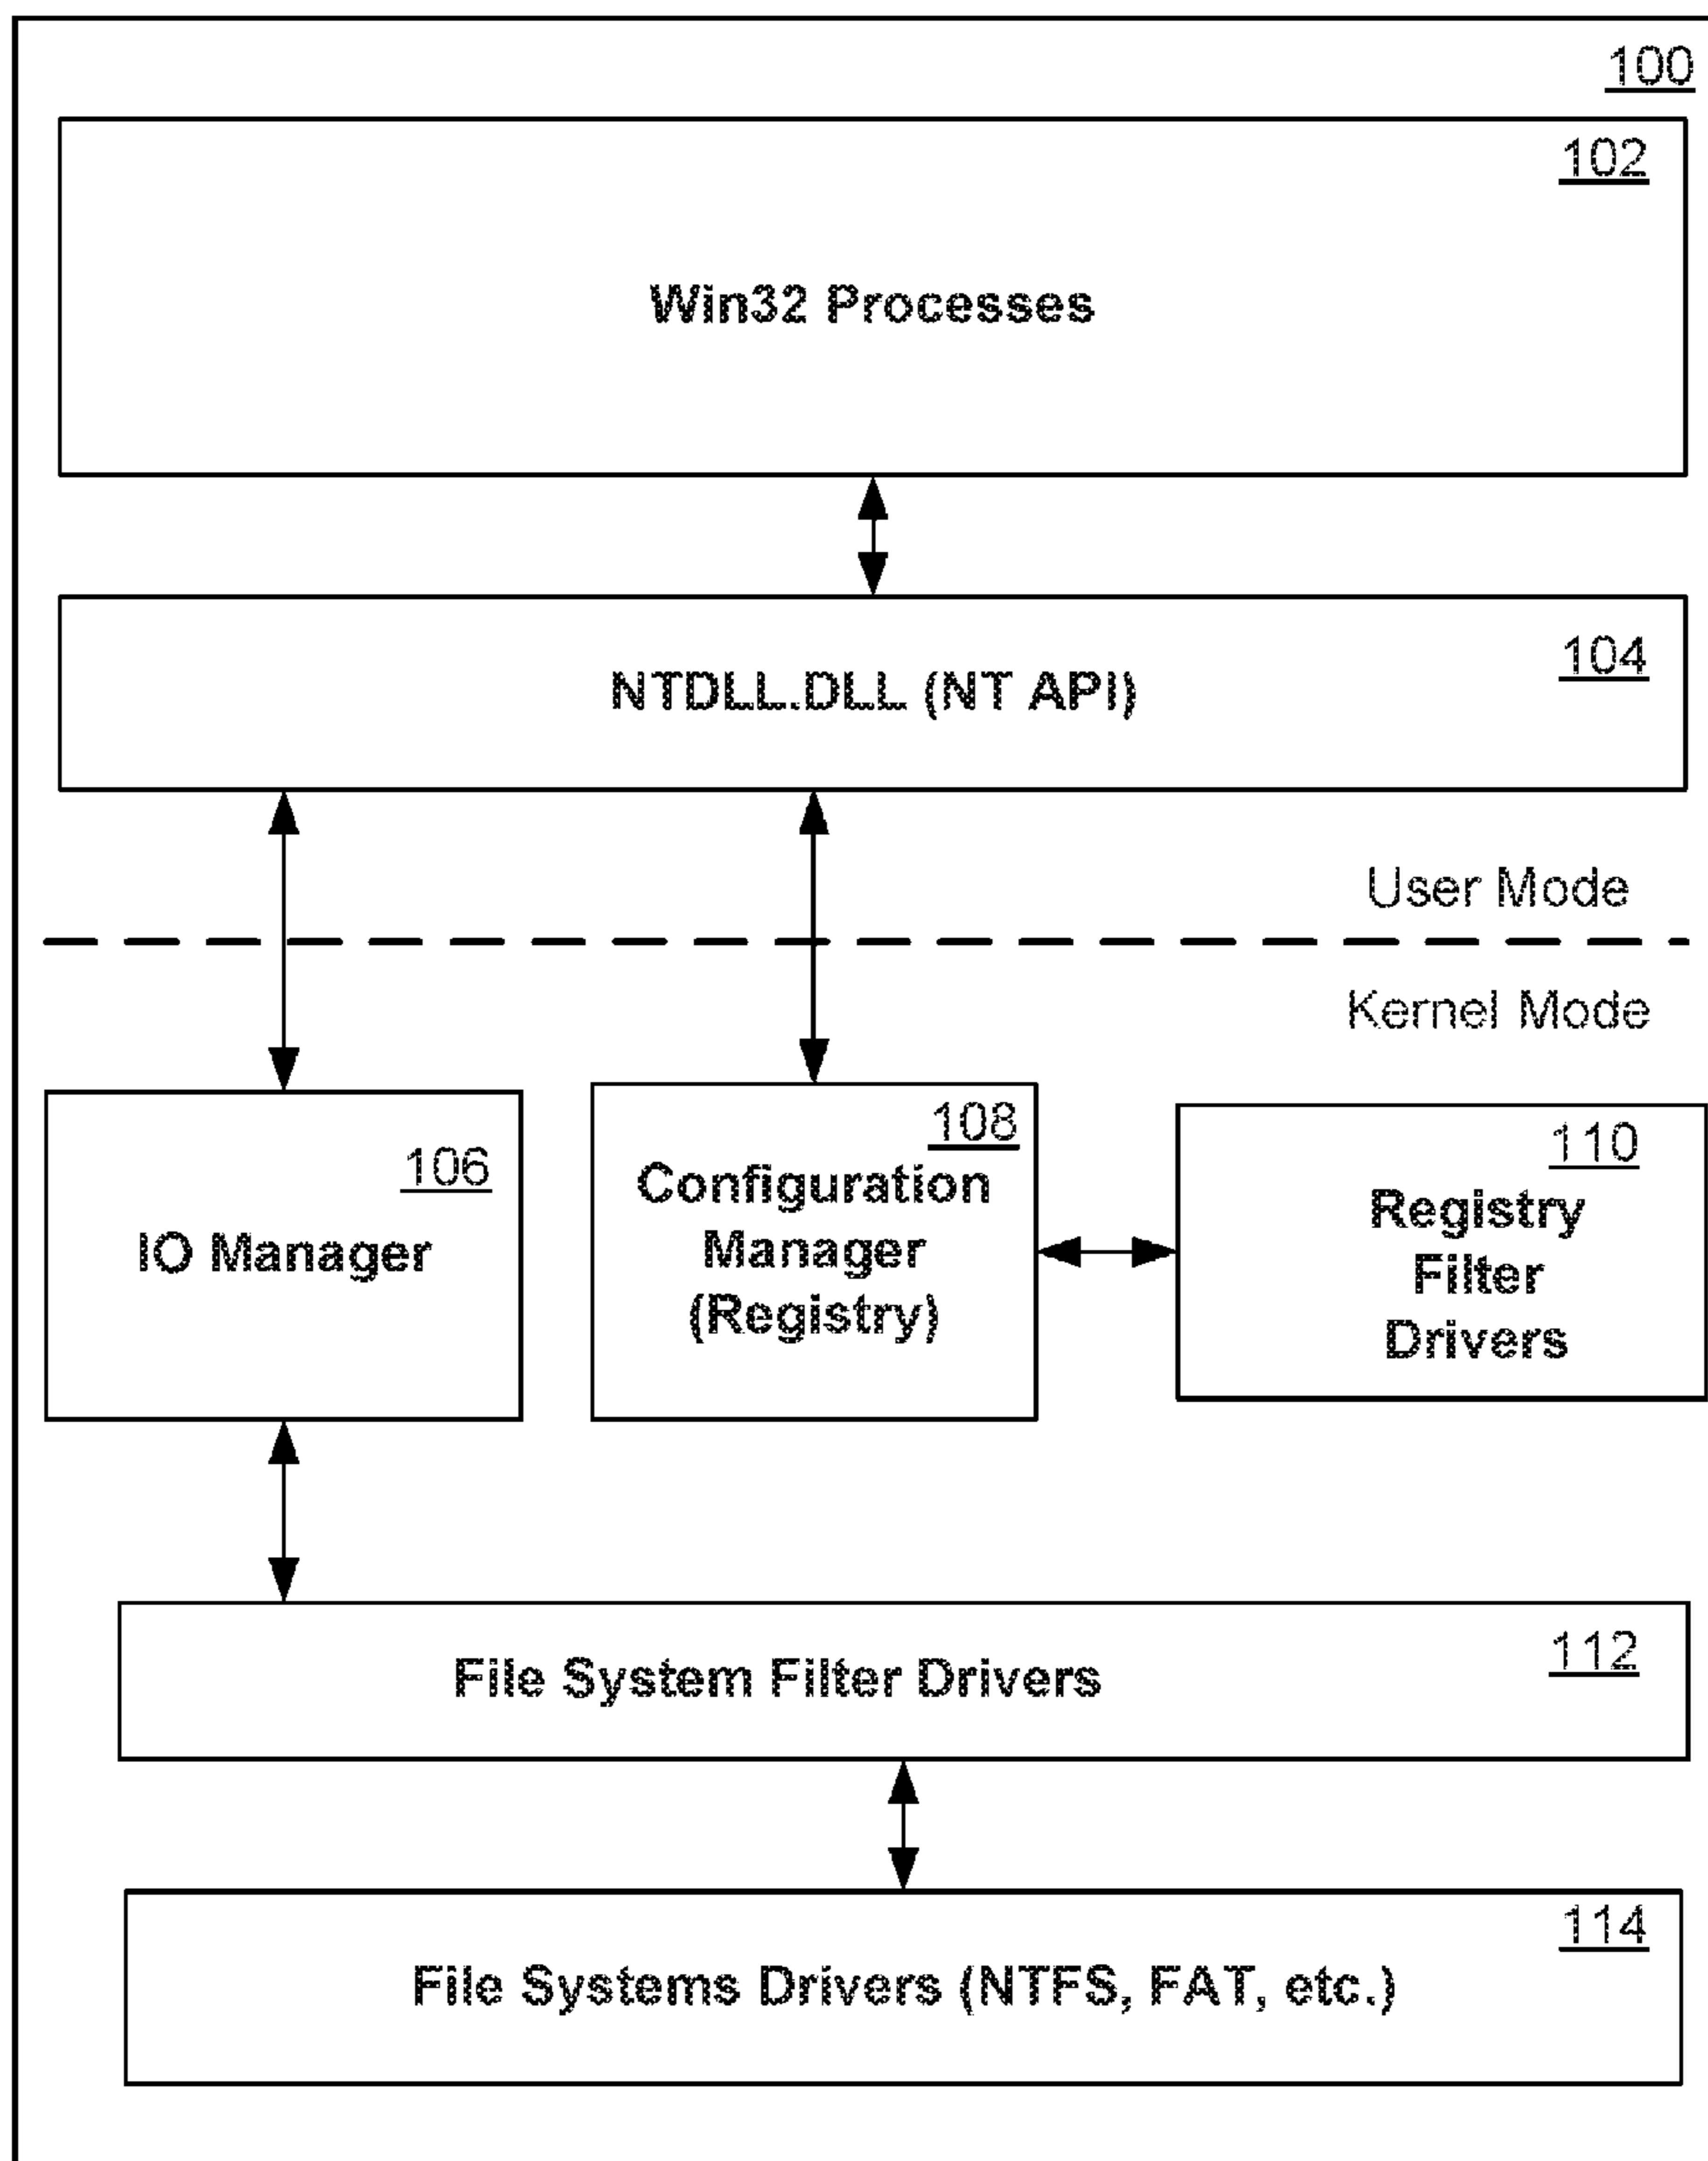 100
102
Win32 Processes
104
NTDLL.DLL (NT API)
User Mode
Kernel Mode
106
IO Manager
108
Configuration
Manager
(Registry)
110
Registry
Filter
Drivers
112
File System Filter Drivers
114
File Systems Drivers (NTFS, FAT, etc.)